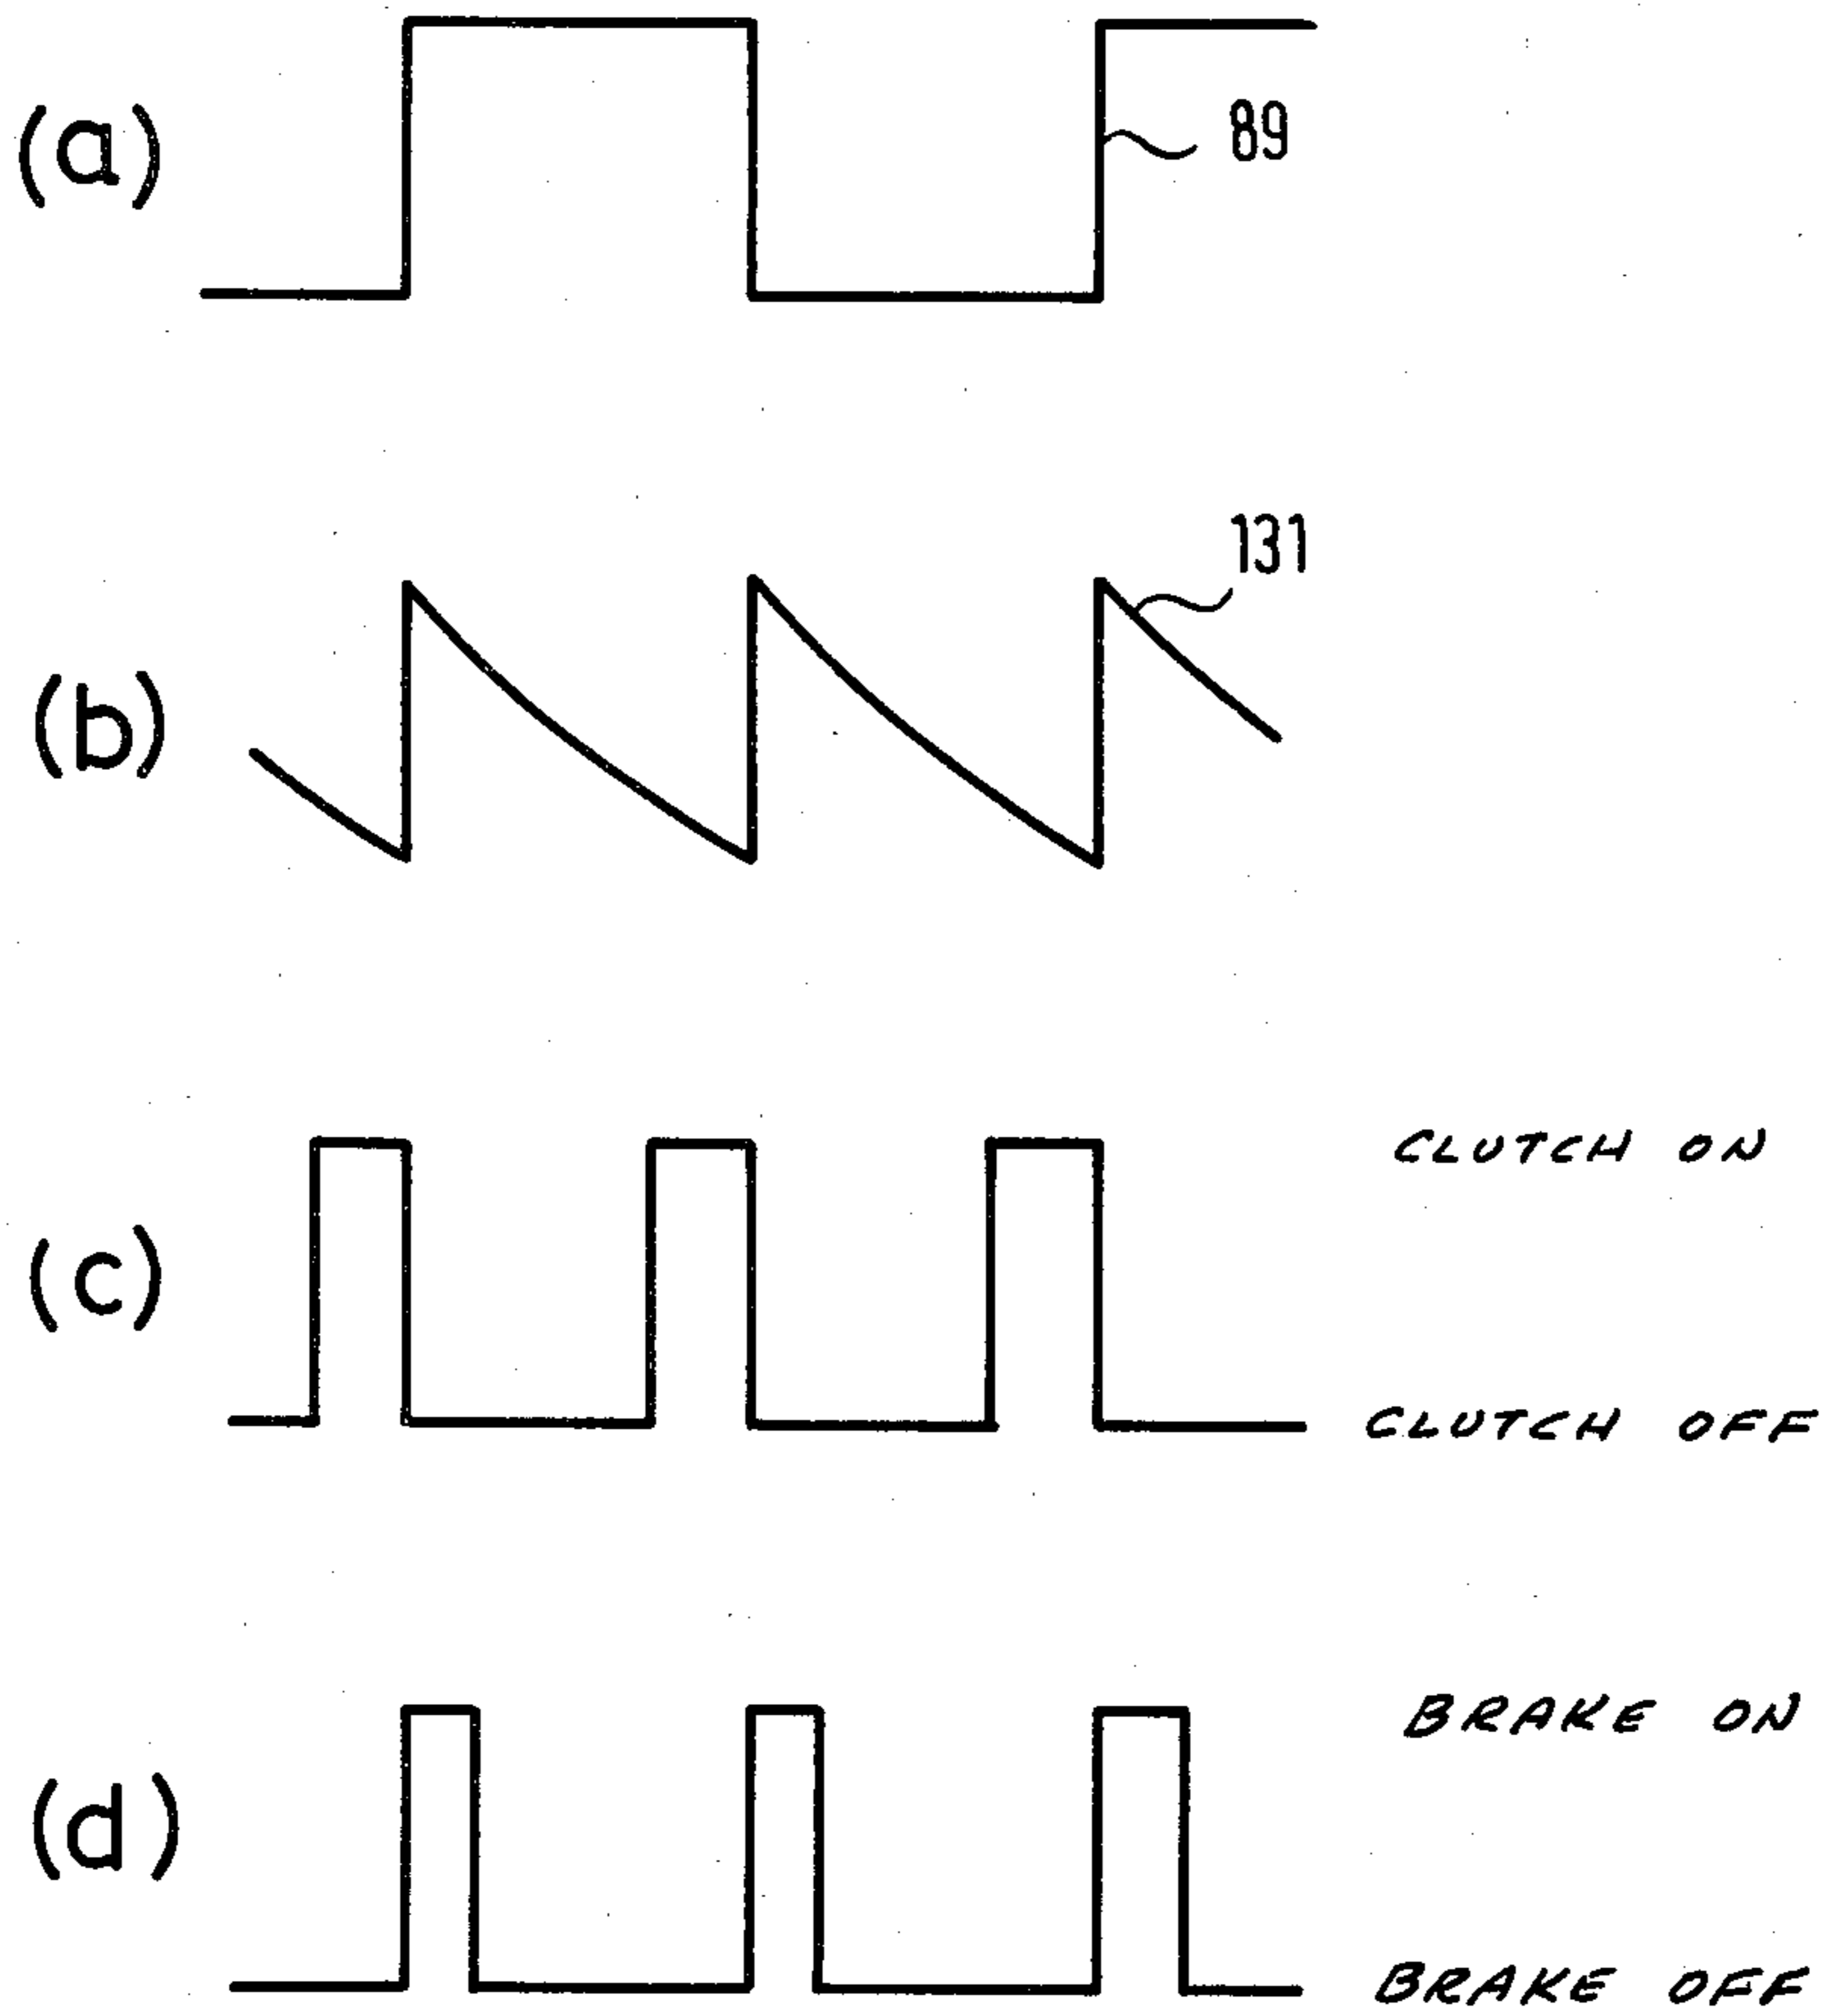 (a)
89
131
(b)
CLUTCH ON
(c)
CLUTCH OFF
BRAKE ON
(d)
BRAKE OFF